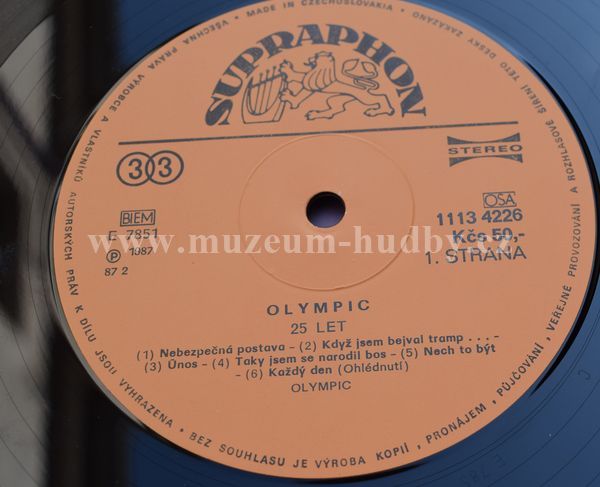 SUPRAPHON
33
STEREO
BIEM
OSA
E 7851
1113 4226
℗ 1987
Kčs 50,-
87 2
1. STRANA
www.muzeum-hudby.cz
OLYMPIC
25 LET
(1) Nebezpečná postava - (2) Když jsem bejval tramp . . . -
(3) Únos - (4) Taky jsem se narodil bos - (5) Nech to být
- (6) Každý den (Ohlédnutí)
OLYMPIC
MADE IN CZECHOSLOVAKIA • VŠECHNA PRÁVA VÝROBCE A VLASTNÍKŮ AUTORSKÝCH PRÁV K DÍLU JSOU VYHRAZENA • BEZ SOUHLASU JE VÝROBA KOPIÍ, PRONÁJEM, PŮJČOVÁNÍ, VEŘEJNÉ PROVOZOVÁNÍ A ROZHLASOVÉ ŠÍŘENÍ TÉTO DESKY ZAKÁZÁNO